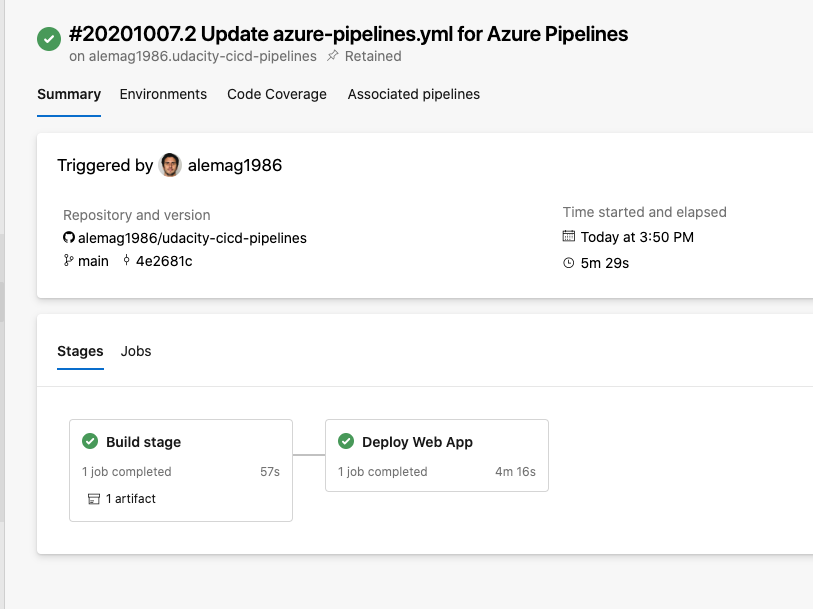 #20201007.2 Update azure-pipelines.yml for Azure Pipelines
on alemag1986.udacity-cicd-pipelines Retained
Summary Environments Code Coverage Associated pipelines
Triggered by alemag1986
Repository and version
alemag1986/udacity-cicd-pipelines
main 4e2681c
Time started and elapsed
Today at 3:50 PM
5m 29s
Stages Jobs
Build stage
1 job completed 57s
1 artifact
Deploy Web App
1 job completed 4m 16s